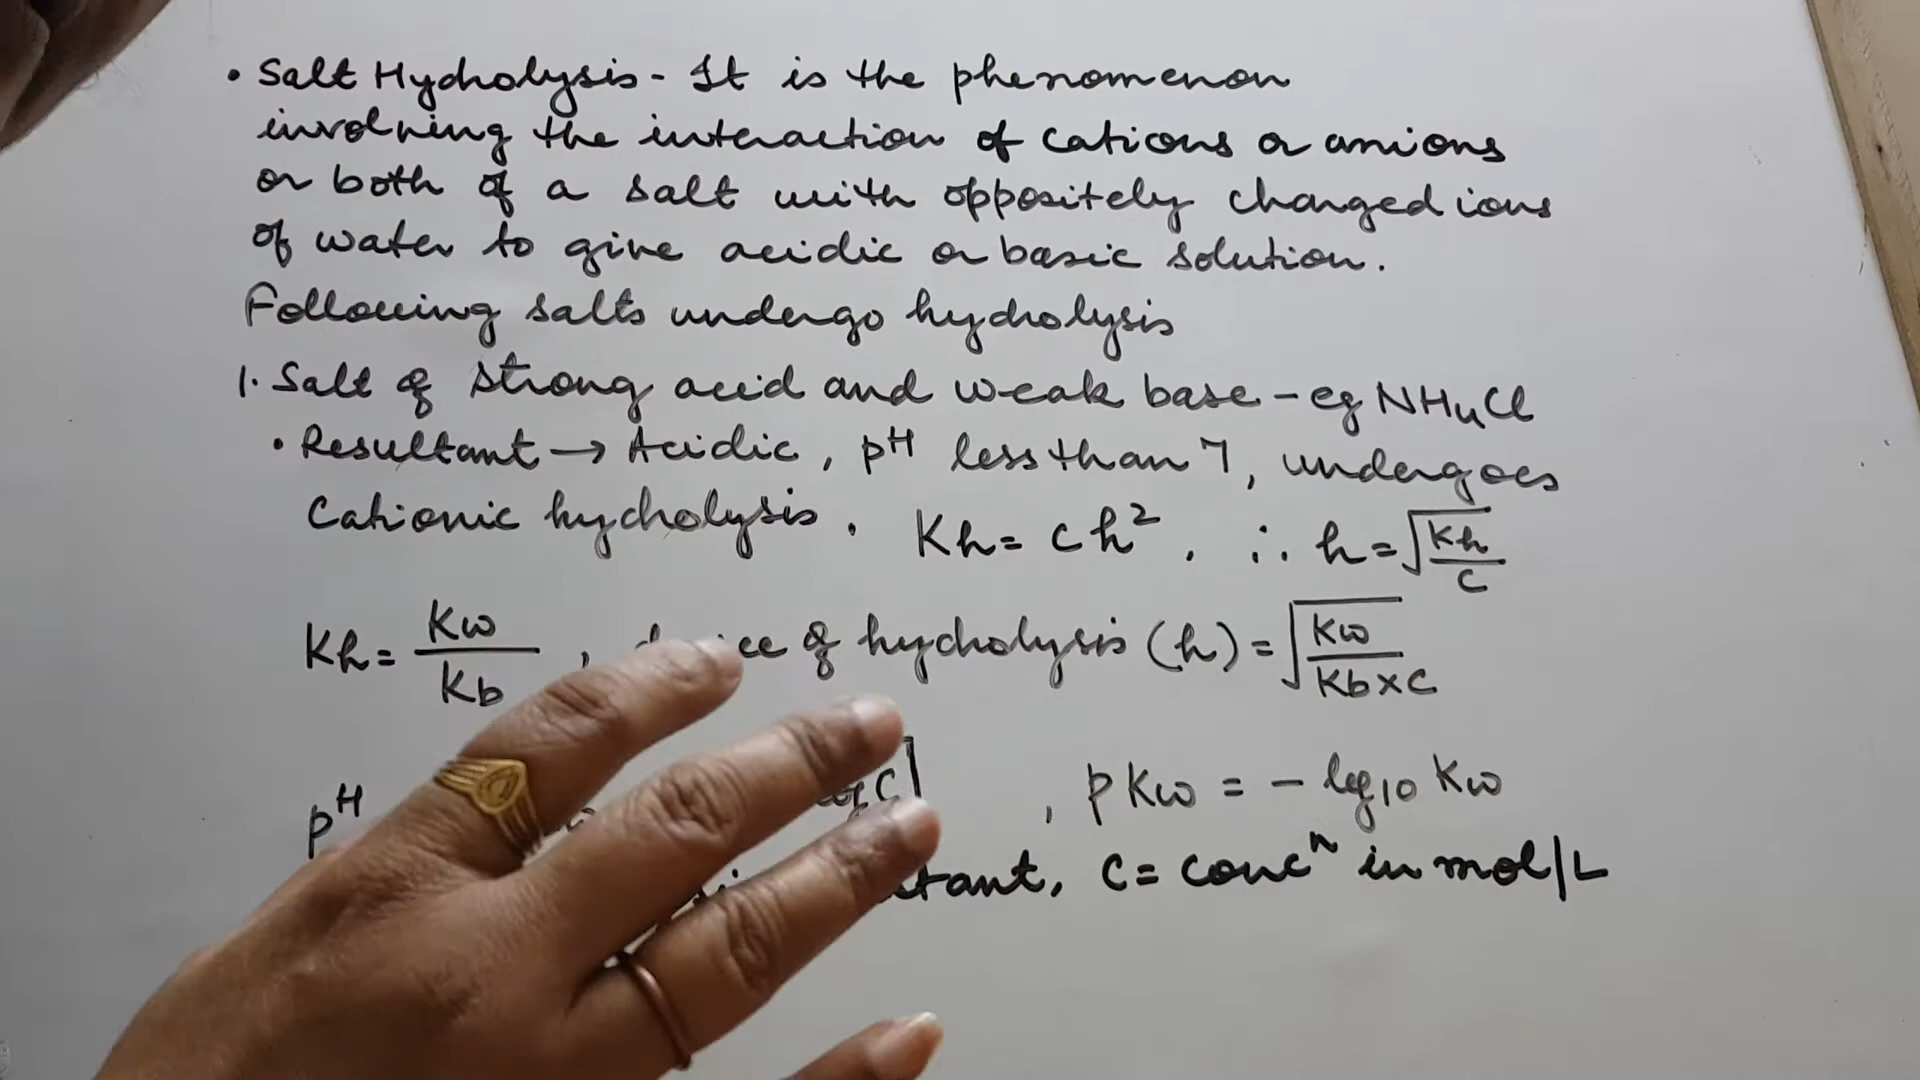 • Salt Hydrolysis - It is the phenomenon
involving the interaction of cations or anions
or both of a salt with oppositely charged ions
of water to give acidic or basic solution.
Following salts undergo hydrolysis
1. Salt of strong acid and weak base - eg NH4Cl
• Resultant → Acidic, pH less than 7, undergoes
Cationic hydrolysis. Kh = ch², ∴ h = √(Kh/C)
Kh = Kw/Kb, of hydrolysis (h) = √(Kw/(Kb×C))
pH log C], pKw = - log10 Kw
C = concⁿ in mol/L